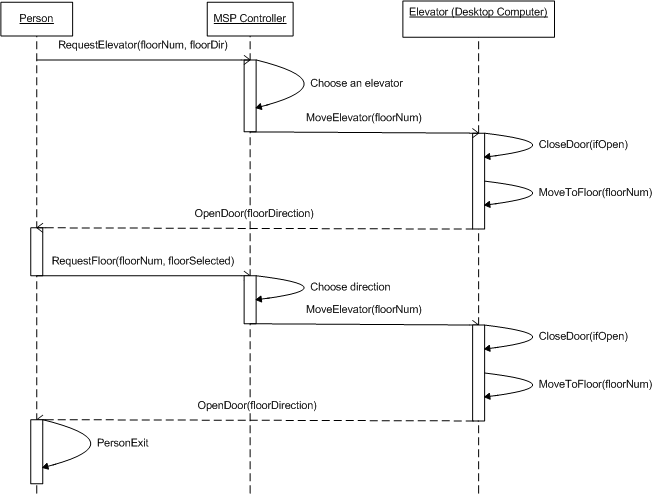 Person
MSP Controller
Elevator (Desktop Computer)
RequestElevator(floorNum, floorDir)
Choose an elevator
MoveElevator(floorNum)
CloseDoor(ifOpen)
MoveToFloor(floorNum)
OpenDoor(floorDirection)
RequestFloor(floorNum, floorSelected)
Choose direction
MoveElevator(floorNum)
CloseDoor(ifOpen)
MoveToFloor(floorNum)
OpenDoor(floorDirection)
PersonExit